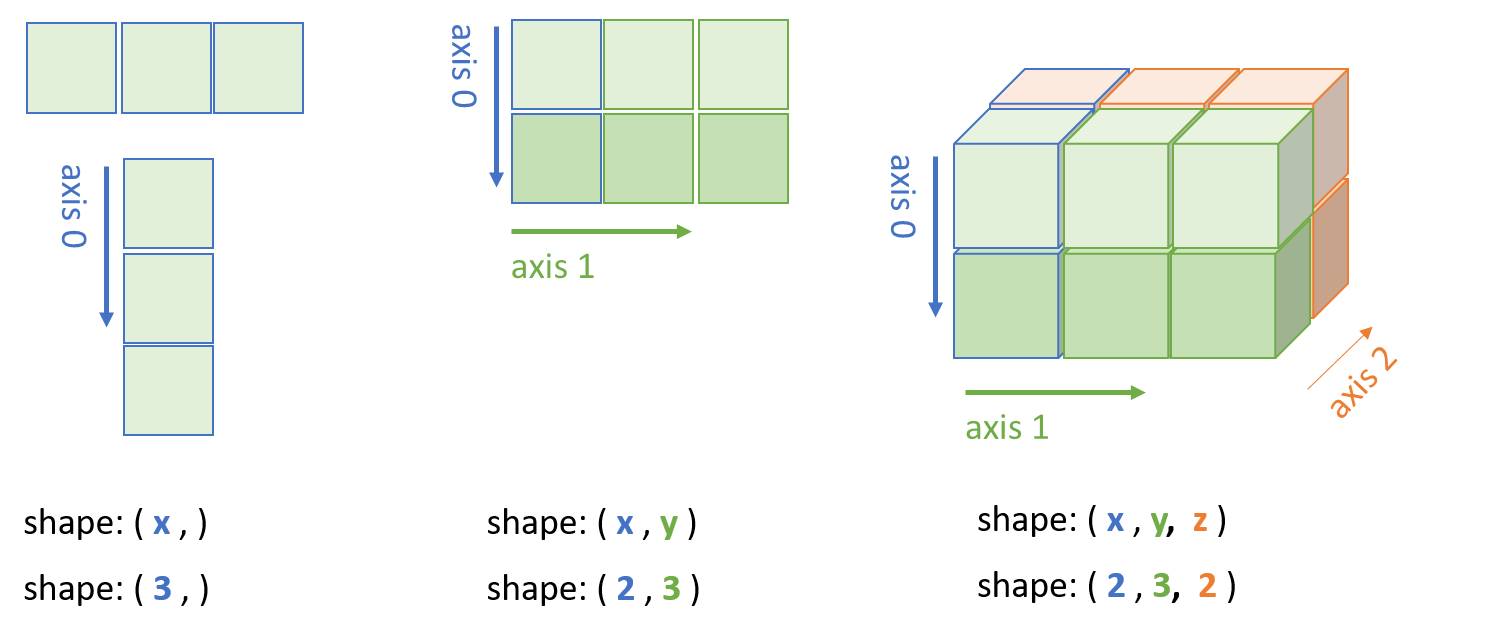 axis 0
shape: ( x , )
shape: ( 3 , )
axis 0
axis 1
shape: ( x , y )
shape: ( 2 , 3 )
axis 0
axis 1
axis 2
shape: ( x , y, z )
shape: ( 2 , 3, 2 )